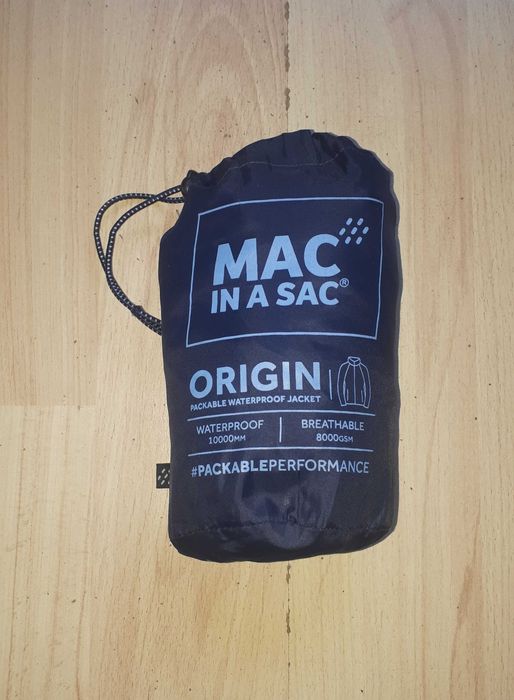 MAC
IN A SAC®
ORIGIN
PACKABLE WATERPROOF JACKET
WATERPROOF
10000MM
BREATHABLE
8000GSM
#PACKABLEPERFORMANCE